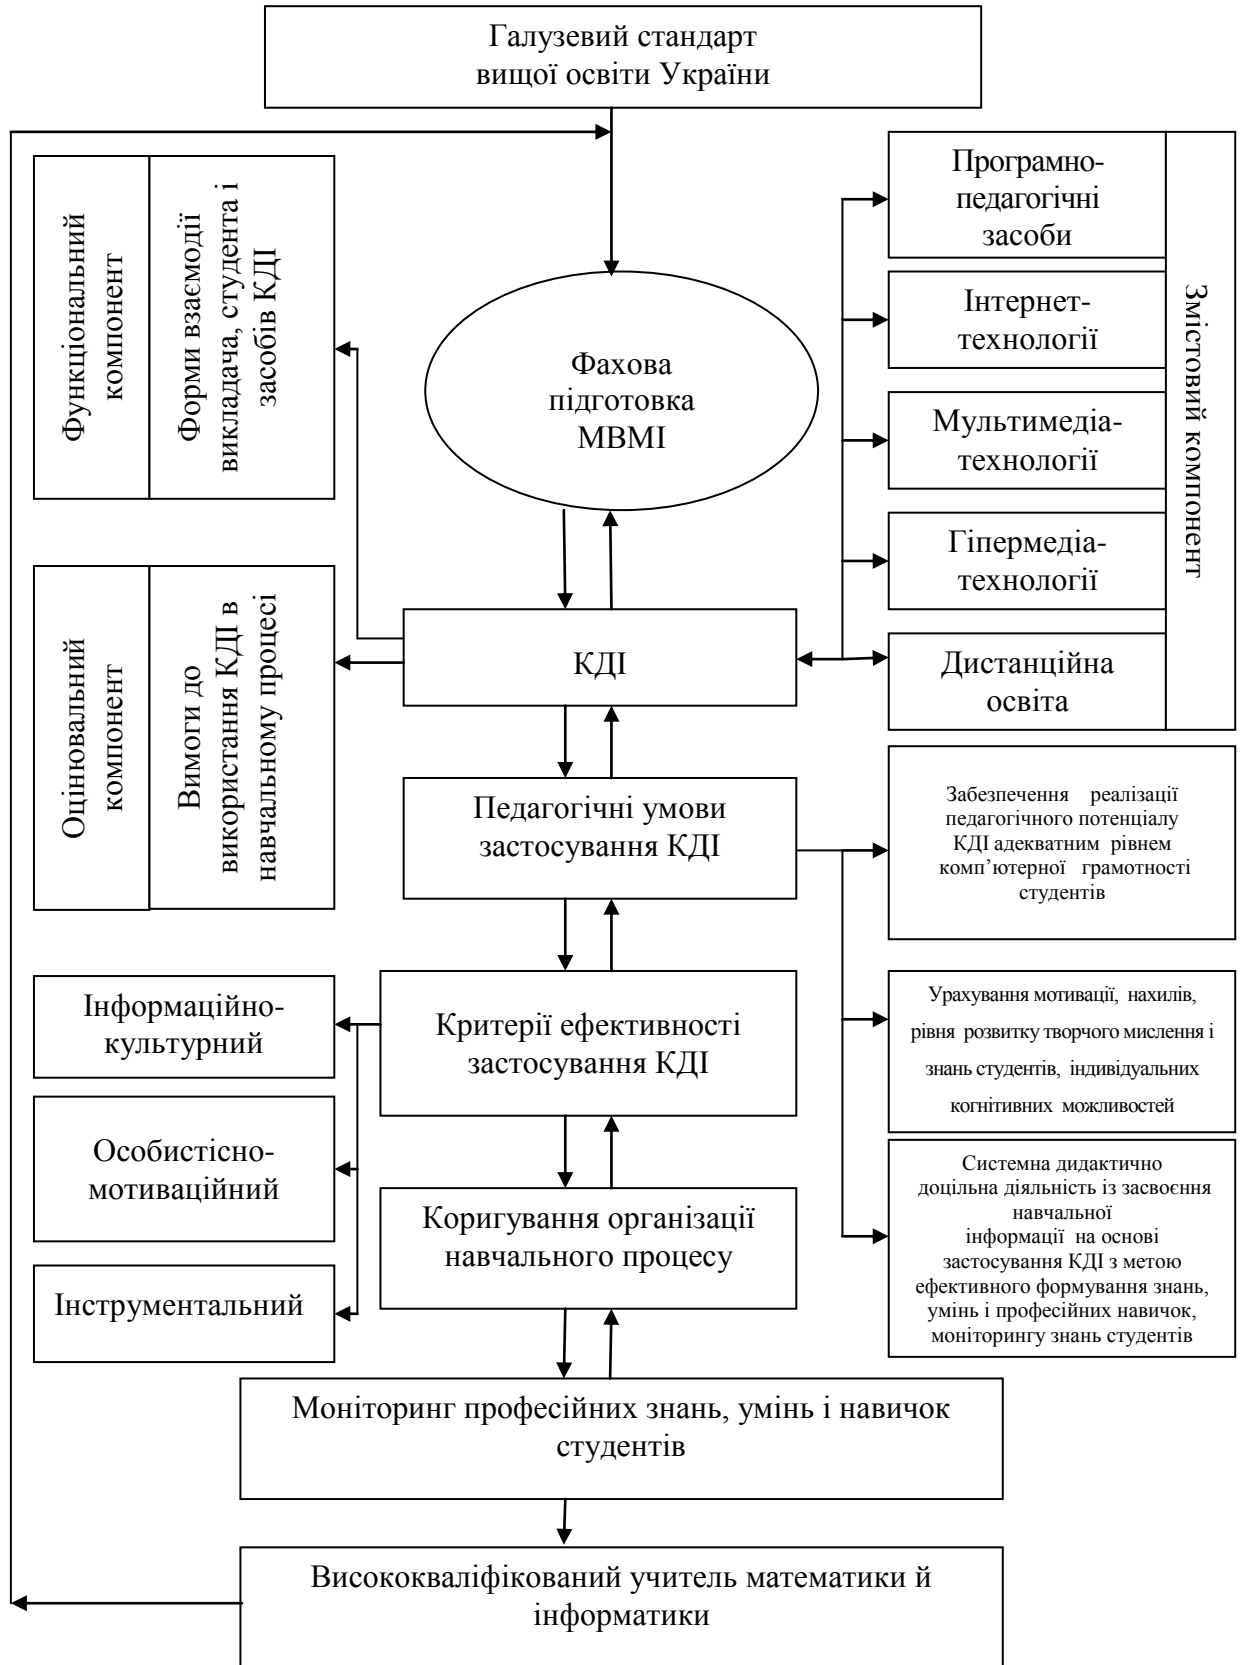 Галузевий стандарт
вищої освіти України
Функціональний
компонент
Форми взаємодії
викладача, студента і
засобів КДІ
Фахова
підготовка
МВМІ
Програмно-
педагогічні
засоби
Інтернет-
технології
Мультимедіа-
технології
Гіпермедіа-
технології
Дистанційна
освіта
Змістовий компонент
Оцінювальний
компонент
Вимоги до
використання КДІ в
навчальному процесі
КДІ
Педагогічні умови
застосування КДІ
Забезпечення реалізації
педагогічного потенціалу
КДІ адекватним рівнем
комп’ютерної грамотності
студентів
Урахування мотивації, нахилів,
рівня розвитку творчого мислення і
знань студентів, індивідуальних
когнітивних можливостей
Системна дидактично
доцільна діяльність із засвоєння
навчальної
інформації на основі
застосування КДІ з метою
ефективного формування знань,
умінь і професійних навичок,
моніторингу знань студентів
Інформаційно-
культурний
Особистісно-
мотиваційний
Інструментальний
Критерії ефективності
застосування КДІ
Коригування організації
навчального процесу
Моніторинг професійних знань, умінь і навичок
студентів
Висококваліфікований учитель математики й
інформатики